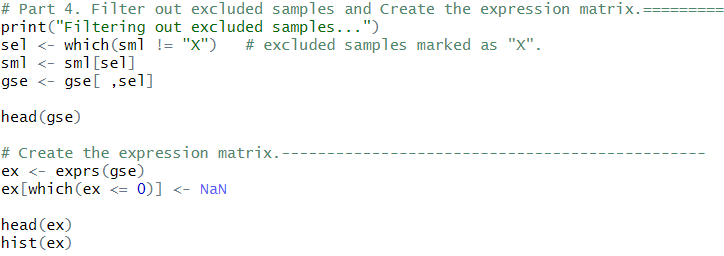 # Part 4. Filter out excluded samples and Create the expression matrix.=========
print("Filtering out excluded samples...")
sel <- which(sml != "X")   # excluded samples marked as "X".
sml <- sml[sel]
gse <- gse[ ,sel]
head(gse)
# Create the expression matrix.-----------------------------------------------
ex <- exprs(gse)
ex[which(ex <= 0)] <- NaN
head(ex)
hist(ex)